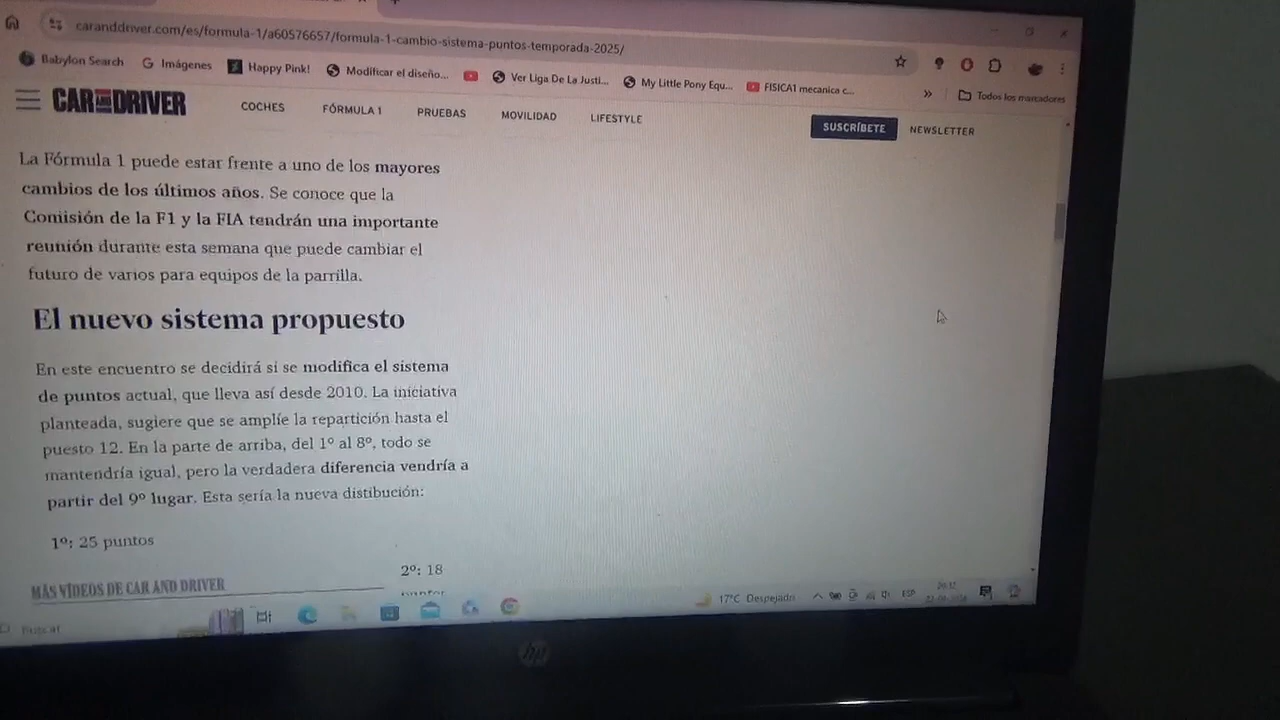 caranddriver.com/es/formula-1/a60576657/formula-1-cambio-sistema-puntos-temporada-2025/
Babylon Search G Imágenes Happy Pink! Modificar el diseño... Ver Liga De La Justi... My Little Pony Equ... FISICA1 mecanica c... » Todos los marcadores
CAR AND DRIVER COCHES FÓRMULA 1 PRUEBAS MOVILIDAD LIFESTYLE SUSCRÍBETE NEWSLETTER
La Fórmula 1 puede estar frente a uno de los mayores
cambios de los últimos años. Se conoce que la
Comisión de la F1 y la FIA tendrán una importante
reunión durante esta semana que puede cambiar el
futuro de varios para equipos de la parrilla.
El nuevo sistema propuesto
En este encuentro se decidirá si se modifica el sistema
de puntos actual, que lleva así desde 2010. La iniciativa
planteada, sugiere que se amplíe la repartición hasta el
puesto 12. En la parte de arriba, del 1º al 8º, todo se
mantendría igual, pero la verdadera diferencia vendría a
partir del 9º lugar. Esta sería la nueva distibución:
1º: 25 puntos
2º: 18
MÁS VÍDEOS DE CAR AND DRIVER
Buscar
17°C Despejado ESP
hp